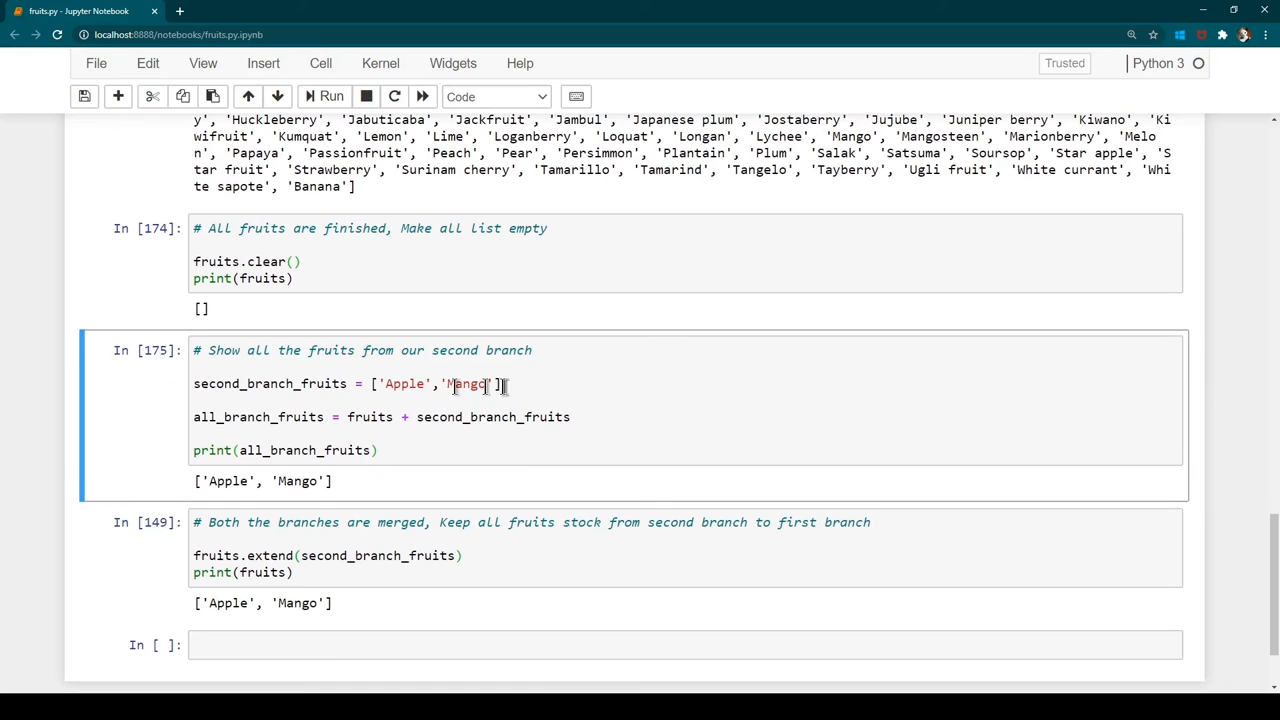 fruits.py - Jupyter Notebook
localhost:8888/notebooks/fruits.py.ipynb
File Edit View Insert Cell Kernel Widgets Help Trusted Python 3
Run Code
y', 'Huckleberry', 'Jabuticaba', 'Jackfruit', 'Jambul', 'Japanese plum', 'Jostaberry', 'Jujube', 'Juniper berry', 'Kiwano', 'Ki
wifruit', 'Kumquat', 'Lemon', 'Lime', 'Loganberry', 'Loquat', 'Longan', 'Lychee', 'Mango', 'Mangosteen', 'Marionberry', 'Melo
n', 'Papaya', 'Passionfruit', 'Peach', 'Pear', 'Persimmon', 'Plantain', 'Plum', 'Salak', 'Satsuma', 'Soursop', 'Star apple', 'S
tar fruit', 'Strawberry', 'Surinam cherry', 'Tamarillo', 'Tamarind', 'Tangelo', 'Tayberry', 'Ugli fruit', 'White currant', 'Whi
te sapote', 'Banana']
In [174]: # All fruits are finished, Make all list empty
fruits.clear()
print(fruits)
[]
In [175]: # Show all the fruits from our second branch
second_branch_fruits = ['Apple','Mango']
all_branch_fruits = fruits + second_branch_fruits
print(all_branch_fruits)
['Apple', 'Mango']
In [149]: # Both the branches are merged, Keep all fruits stock from second branch to first branch
fruits.extend(second_branch_fruits)
print(fruits)
['Apple', 'Mango']
In [ ]: